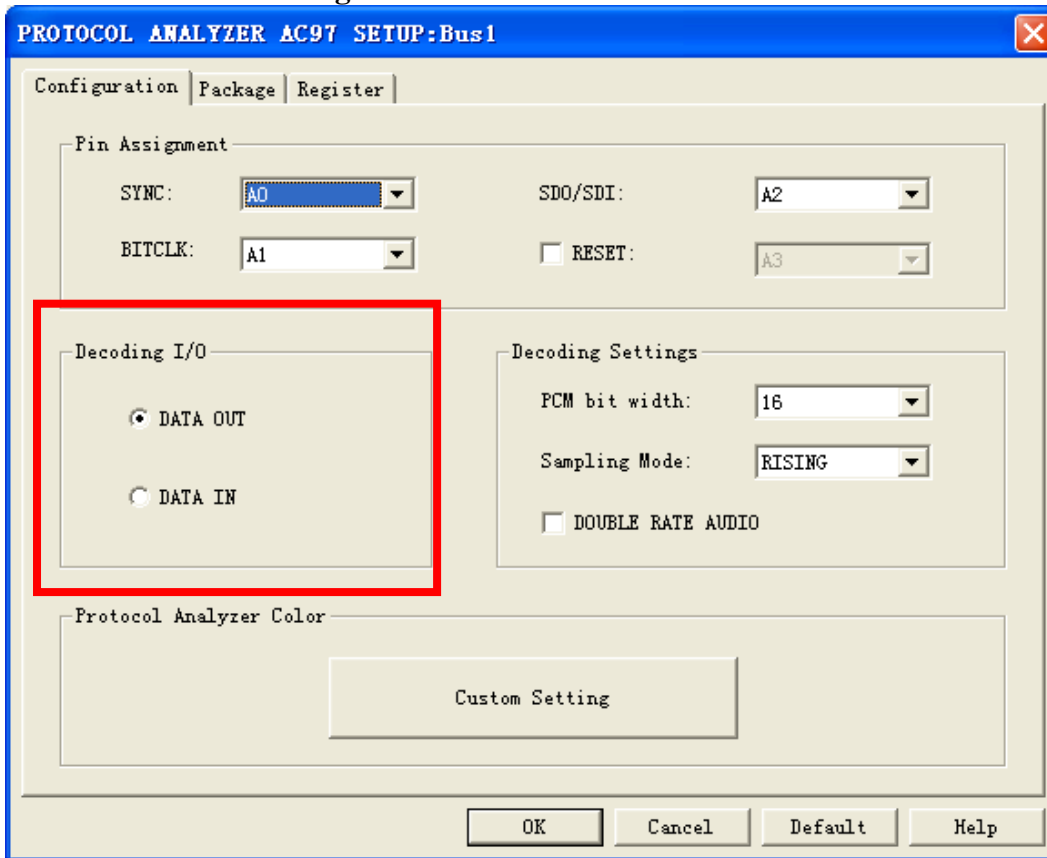 PROTOCOL ANALYZER AC97 SETUP:Bus1
Configuration Package Register
Pin Assignment
SYNC: A0 SDO/SDI: A2
BITCLK: A1 RESET: A3
Decoding I/O Decoding Settings
DATA OUT PCM bit width: 16
Sampling Mode: RISING
DATA IN
DOUBLE RATE AUDIO
Protocol Analyzer Color
Custom Setting
OK Cancel Default Help